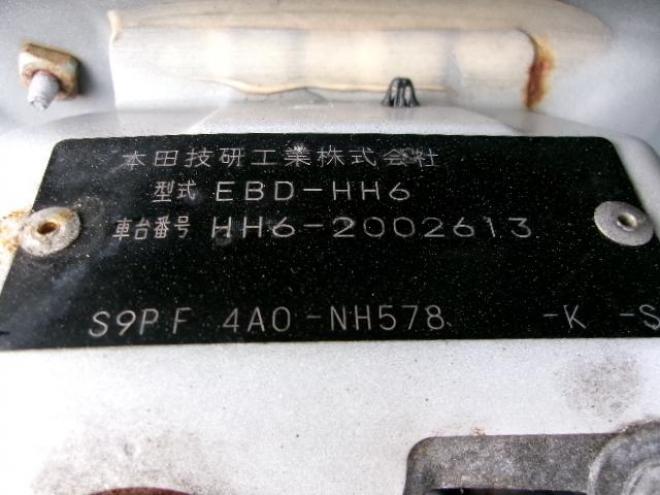 本田技研工業株式会社
型式 EBD-HH6
車台番号 HH6-2002613
S9PF 4A0-NH578 -K -S